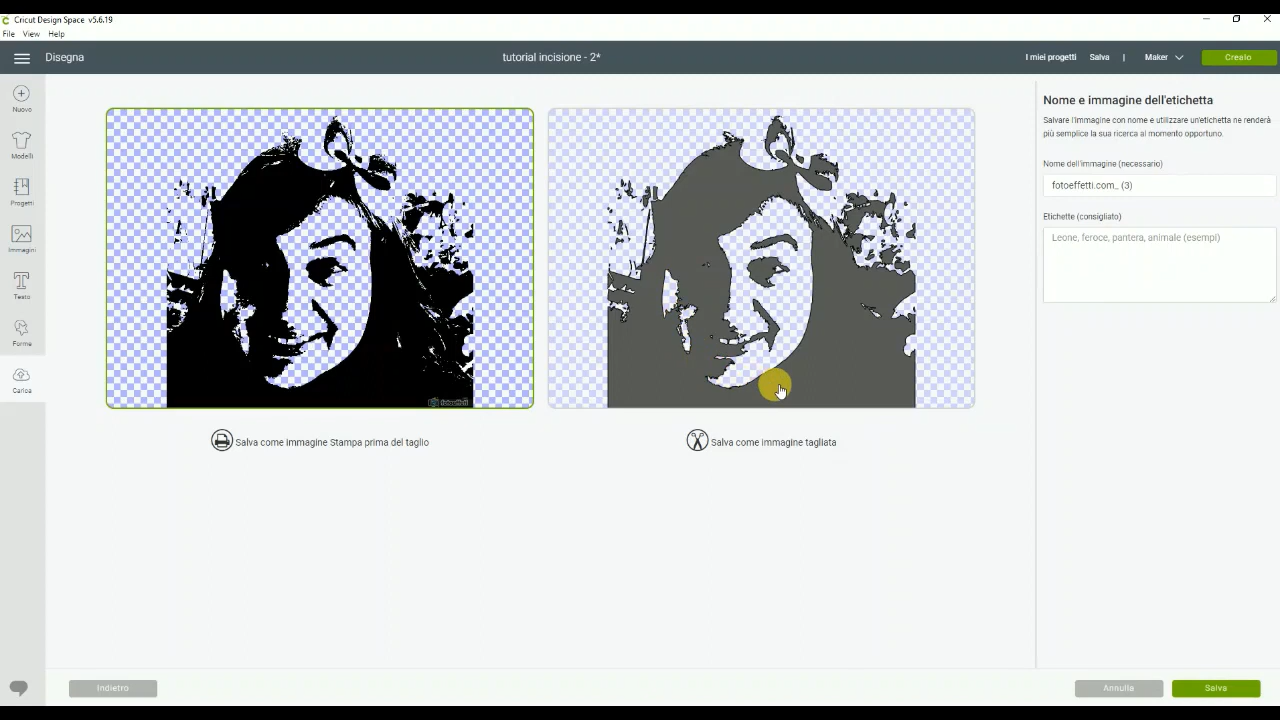 Cricut Design Space v5.6.19
File View Help
Disegna
tutorial incisione - 2*
I miei progetti Salva | Maker Crealo
Nuovo
Modelli
Progetti
Immagini
Testo
Forme
Carica
Nome e immagine dell'etichetta
Salvare l'immagine con nome e utilizzare un'etichetta ne renderà
più semplice la sua ricerca al momento opportuno.
Nome dell'immagine (necessario)
fotoeffetti.com_ (3)
Etichette (consigliato)
Leone, feroce, pantera, animale (esempi)
Salva come immagine Stampa prima del taglio
Salva come immagine tagliata
Indietro
Annulla
Salva